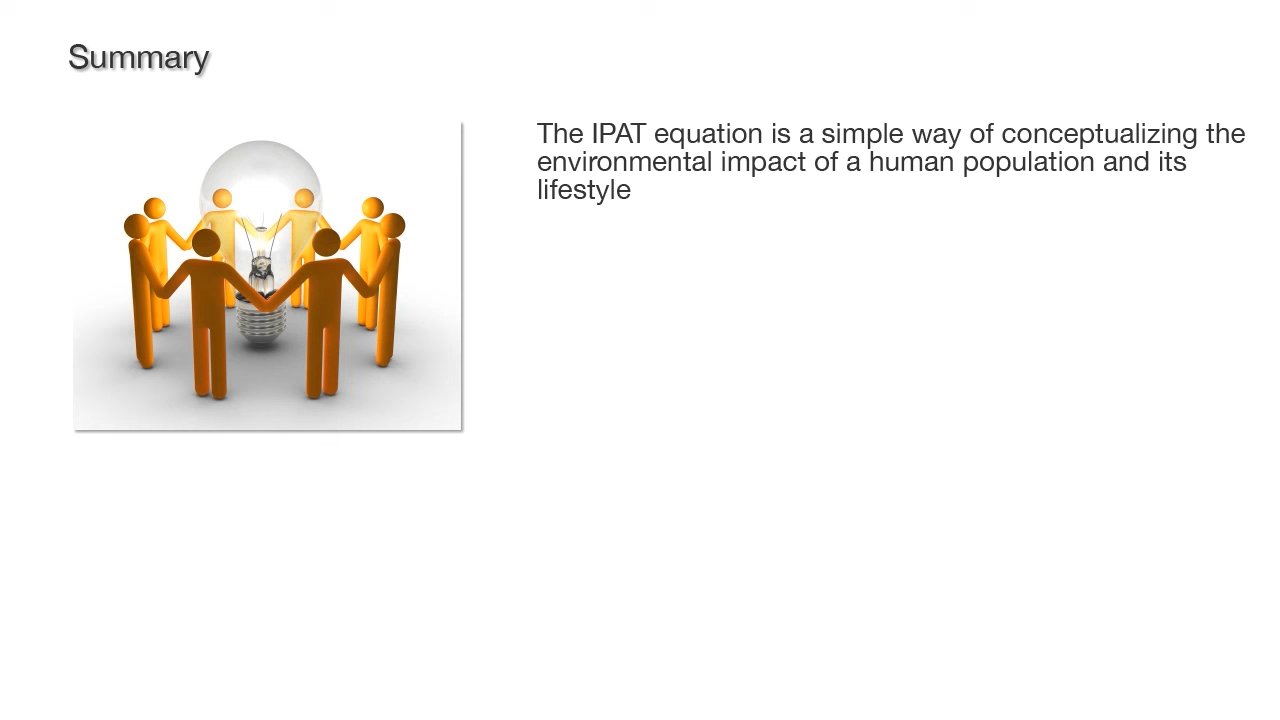 Summary
The IPAT equation is a simple way of conceptualizing the
environmental impact of a human population and its
lifestyle